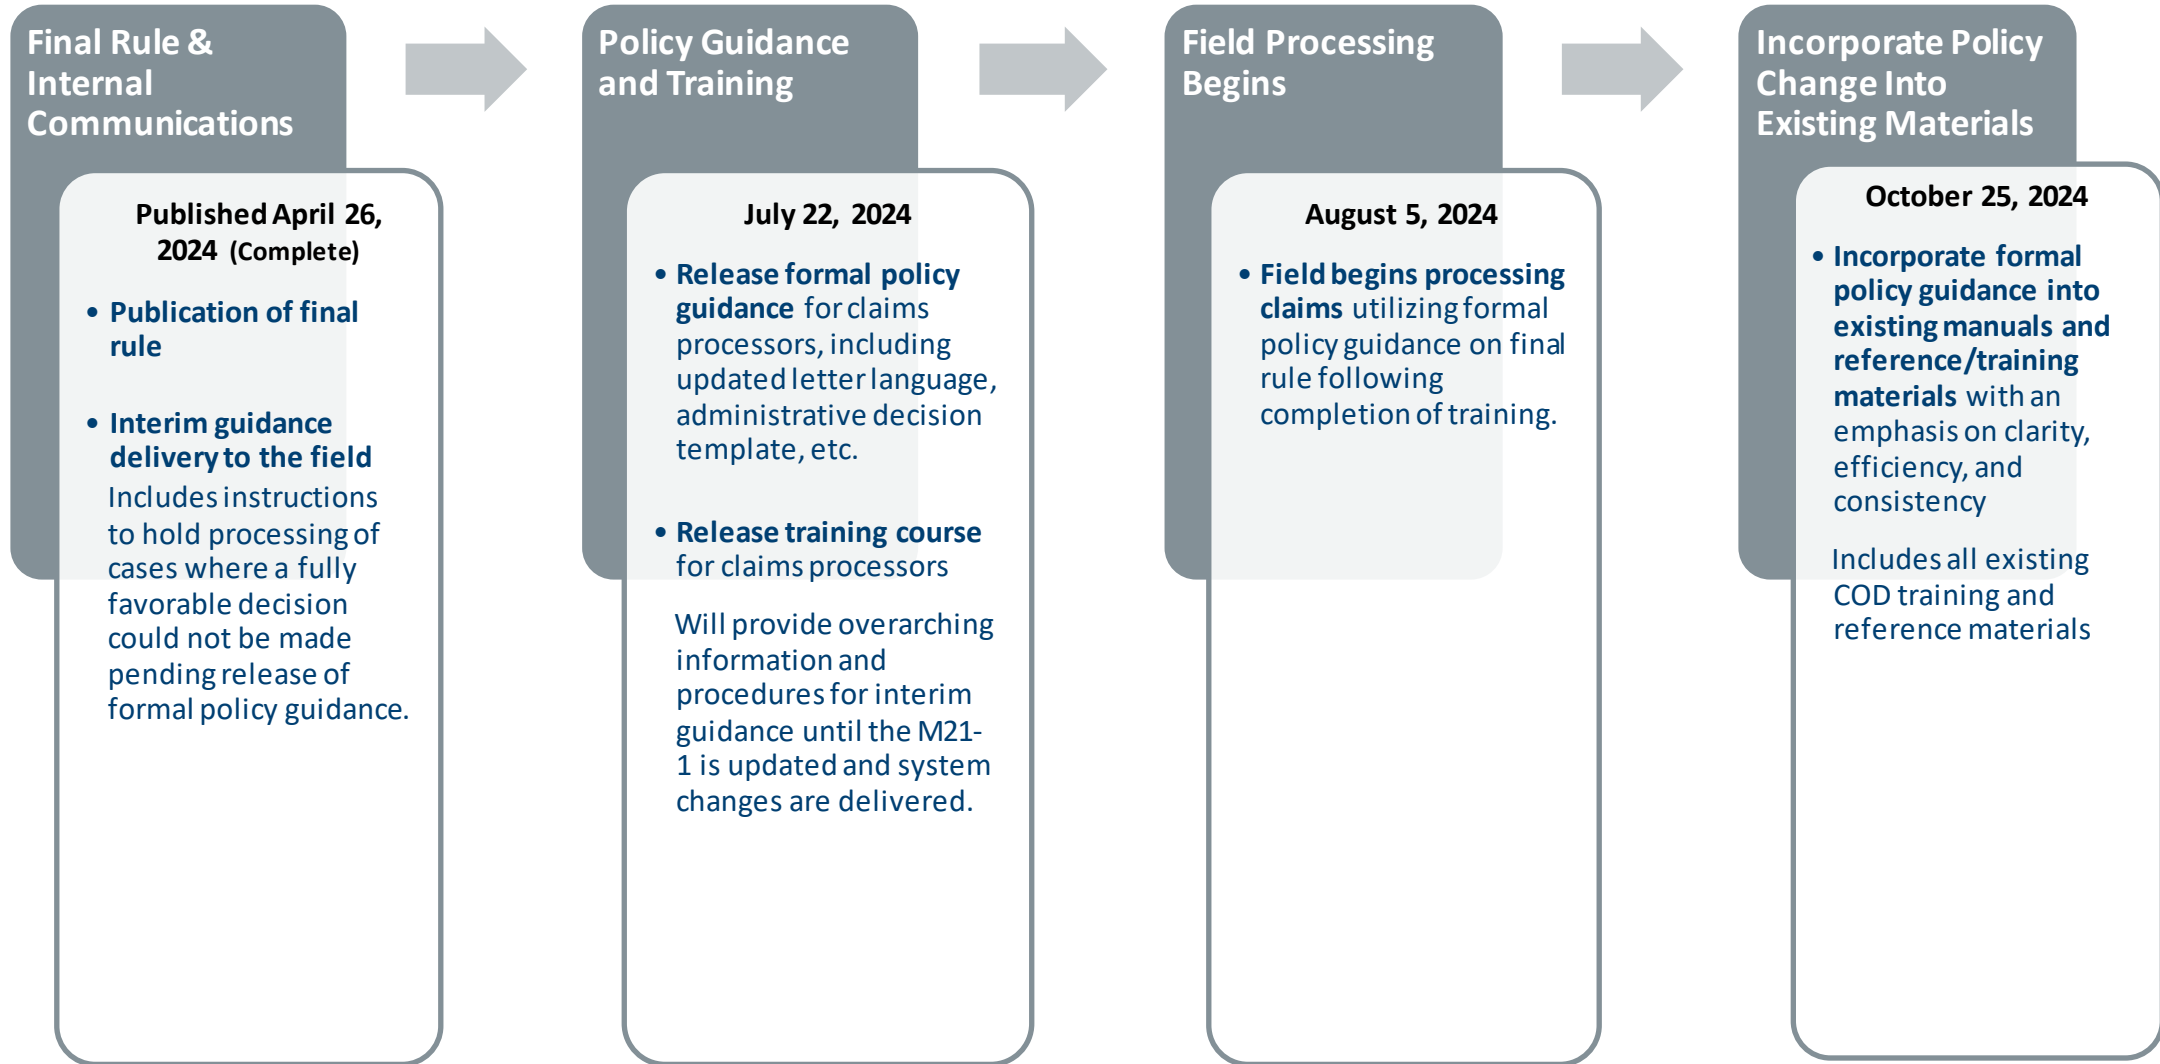 Final Rule &
Internal
Communications
Published April 26,
2024 (Complete)
• Publication of final
rule
• Interim guidance
delivery to the field
Includes instructions
to hold processing of
cases where a fully
favorable decision
could not be made
pending release of
formal policy guidance.
Policy Guidance
and Training
July 22, 2024
• Release formal policy
guidance for claims
processors, including
updated letter language,
administrative decision
template, etc.
• Release training course
for claims processors
Will provide overarching
information and
procedures for interim
guidance until the M21-
1 is updated and system
changes are delivered.
Field Processing
Begins
August 5, 2024
• Field begins processing
claims utilizing formal
policy guidance on final
rule following
completion of training.
Incorporate Policy
Change Into
Existing Materials
October 25, 2024
• Incorporate formal
policy guidance into
existing manuals and
reference/training
materials with an
emphasis on clarity,
efficiency, and
consistency
Includes all existing
COD training and
reference materials